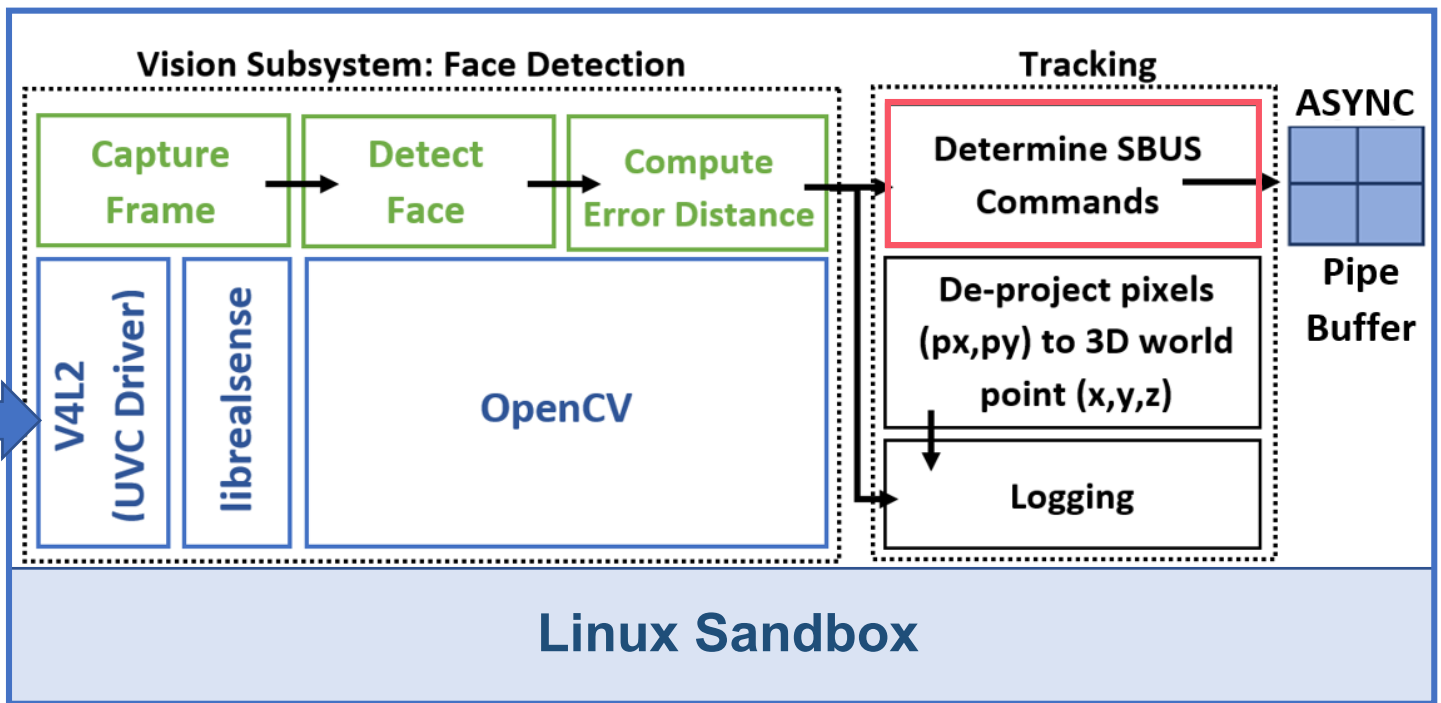 Vision Subsystem: Face Detection
Capture
Frame
Detect
Face
Compute
Error Distance
V4L2
(UVC Driver)
librealsense
OpenCV
Tracking
Determine SBUS
Commands
De-project pixels
(px,py) to 3D world
point (x,y,z)
Logging
ASYNC
Pipe
Buffer
Linux Sandbox